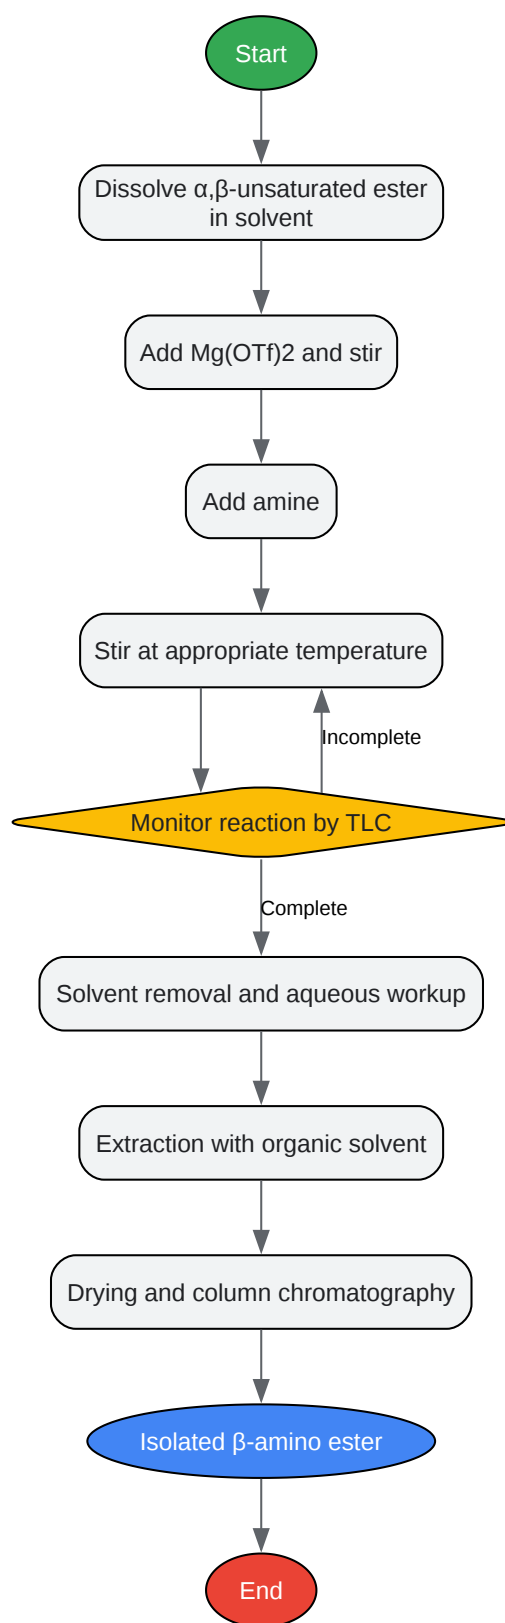 Start
Dissolve α,β-unsaturated ester
in solvent
Add Mg(OTf)2 and stir
Add amine
Stir at appropriate temperature
Incomplete
Monitor reaction by TLC
Complete
Solvent removal and aqueous workup
Extraction with organic solvent
Drying and column chromatography
Isolated β-amino ester
End